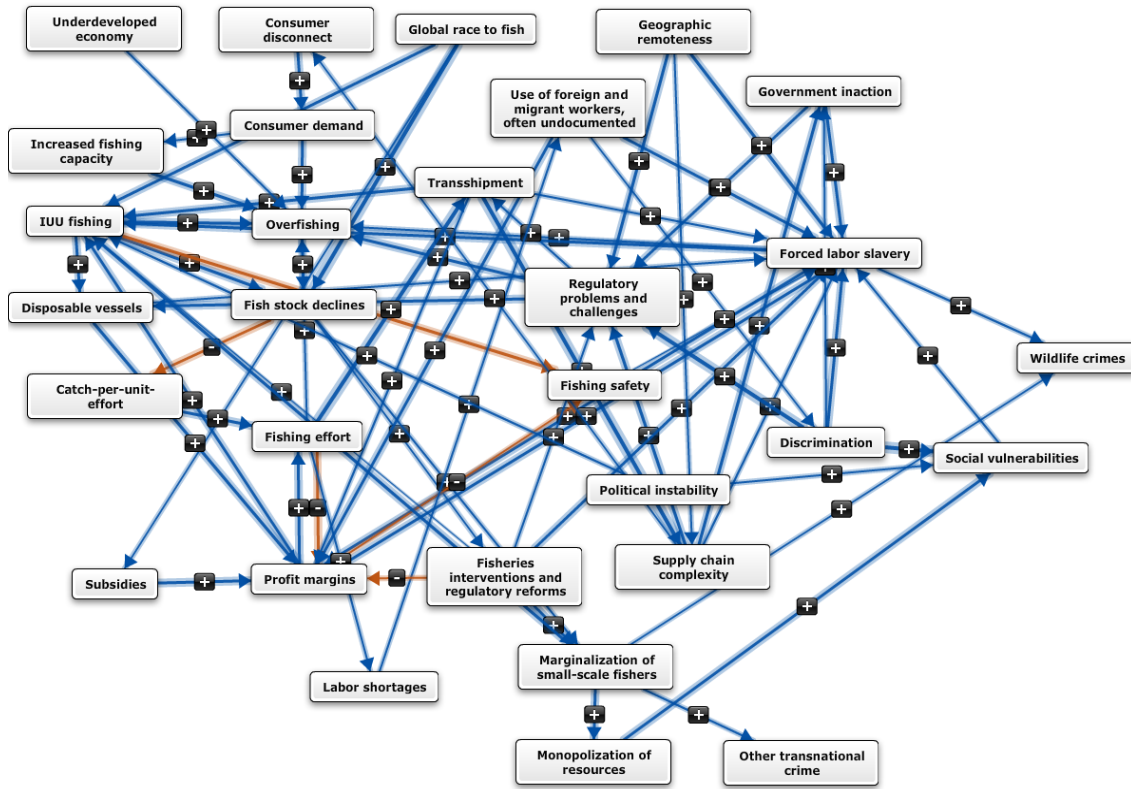 Underdeveloped
economy
Consumer
disconnect
Global race to fish
Geographic
remoteness
Use of foreign and
migrant workers,
often undocumented
Government inaction
Consumer demand
Increased fishing
capacity
Transshipment
IUU fishing
Overfishing
Forced labor slavery
Disposable vessels
Fish stock declines
Regulatory
problems and
challenges
Wildlife crimes
Catch-per-unit-
effort
Fishing safety
Fishing effort
Discrimination
Social vulnerabilities
Political instability
Subsidies
Profit margins
Fisheries
interventions and
regulatory reforms
Supply chain
complexity
Labor shortages
Marginalization of
small-scale fishers
Monopolization of
resources
Other transnational
crime